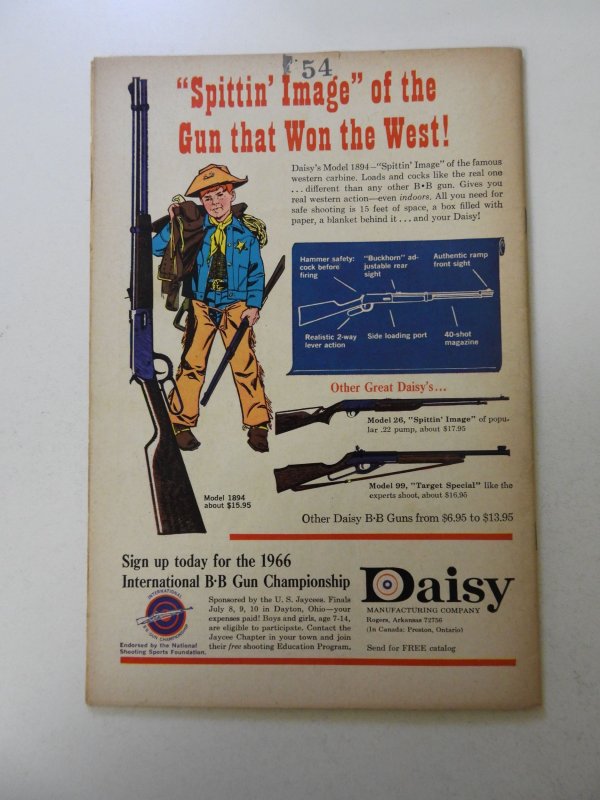 54
"Spittin' Image" of the
Gun that Won the West!
Daisy's Model 1894—"Spittin' Image" of the famous
western carbine. Loads and cocks like the real one
... different than any other B•B gun. Gives you
real western action—even indoors. All you need for
safe shooting is 15 feet of space, a box filled with
paper, a blanket behind it ... and your Daisy!
Hammer safety:
cock before
firing
"Buckhorn" ad-
justable rear
sight
Authentic ramp
front sight
Realistic 2-way
lever action
Side loading port
40-shot
magazine
Other Great Daisy's...
Model 26, "Spittin' Image" of popu-
lar .22 pump, about $17.95
Model 99, "Target Special" like the
experts shoot, about $16.95
Model 1894
about $15.95
Other Daisy B•B Guns from $6.95 to $13.95
Sign up today for the 1966
International B•B Gun Championship
INTERNATIONAL
B•B GUN CHAMPIONSHIP
Endorsed by the National
Shooting Sports Foundation.
Sponsored by the U. S. Jaycees. Finals
July 8, 9, 10 in Dayton, Ohio—your
expenses paid! Boys and girls, age 7-14,
are eligible to participate. Contact the
Jaycee Chapter in your town and join
their free shooting Education Program.
Daisy
MANUFACTURING COMPANY
Rogers, Arkansas 72756
(In Canada: Preston, Ontario)
Send for FREE catalog